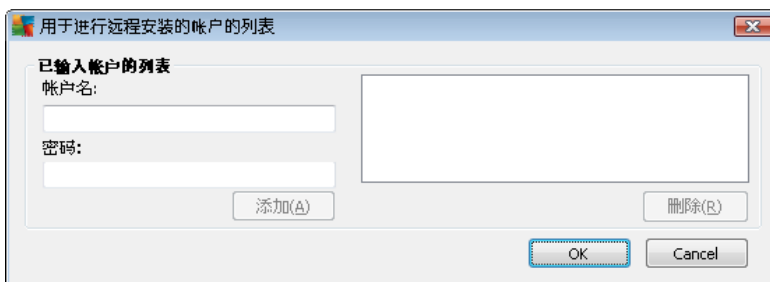 用于进行远程安装的帐户的列表
已输入帐户的列表
帐户名:
密码:
添加(A)
删除(R)
OK
Cancel